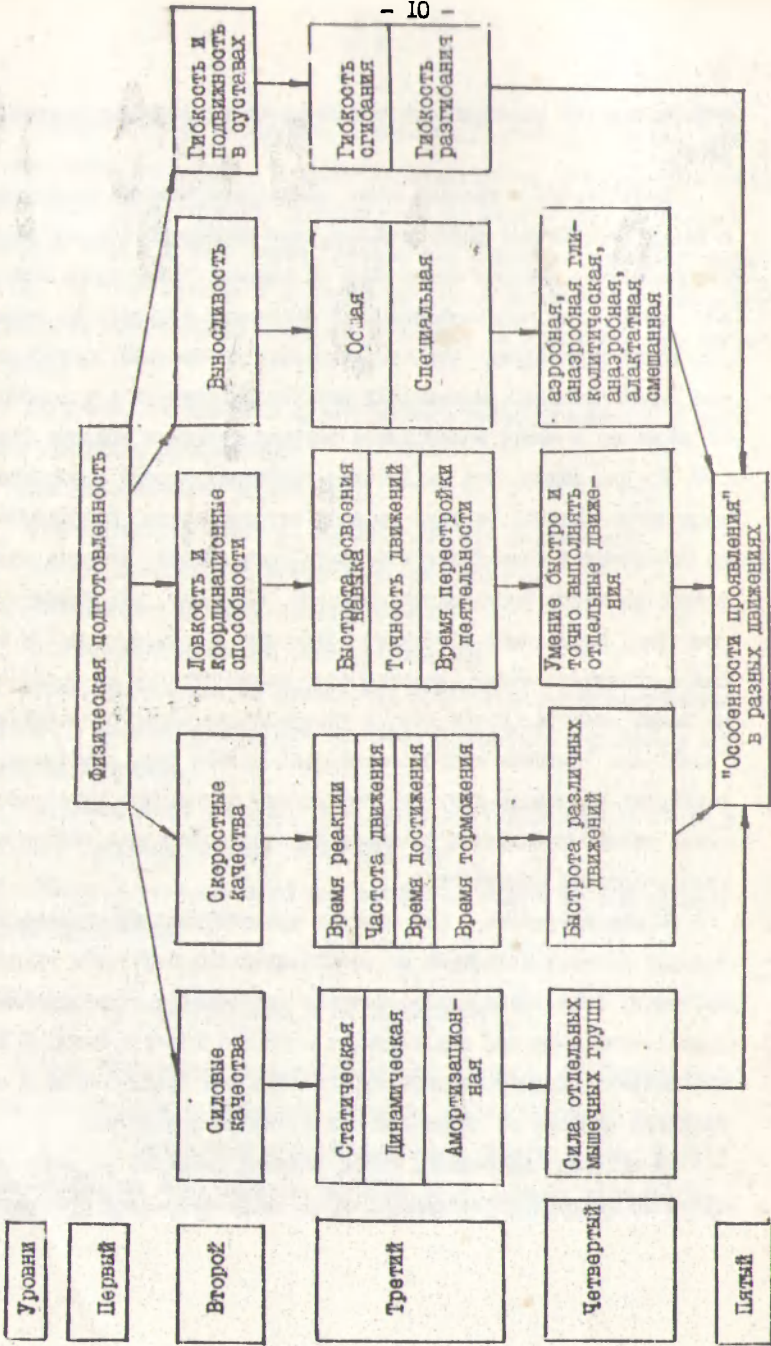 - 10 -
Уровни
Первый
Физическая подготовленность
Второй
Силовые
качества
Скоростные
качества
Ловкость и
координационные
способности
Выносливость
Гибкость и
подвижность
в суставах
Третий
Статическая
Динамическая
Амортизацион-
ная
Время реакции
Частота движения
Время достижения
Время торможения
Быстрота освоения
навыка
Точность движений
Время перестройки
деятельности
Общая
Специальная
Гибкость
сгибания
Гибкость
разгибания
Четвертый
Сила отдельных
мышечных групп
Быстрота различных
движений
Умение быстро и
точно выполнять
отдельные движе-
ния
аэробная,
анаэробная гли-
колитическая,
анаэробная,
алактатная
смешанная
Пятый
"Особенности проявления"
в разных движениях